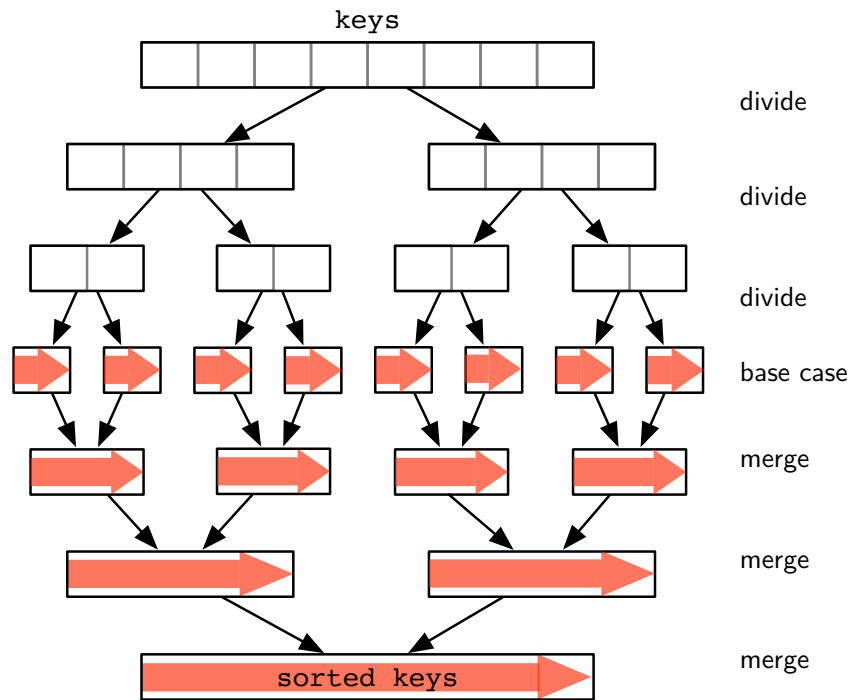 keys
divide
divide
divide
base case
merge
merge
merge
sorted keys